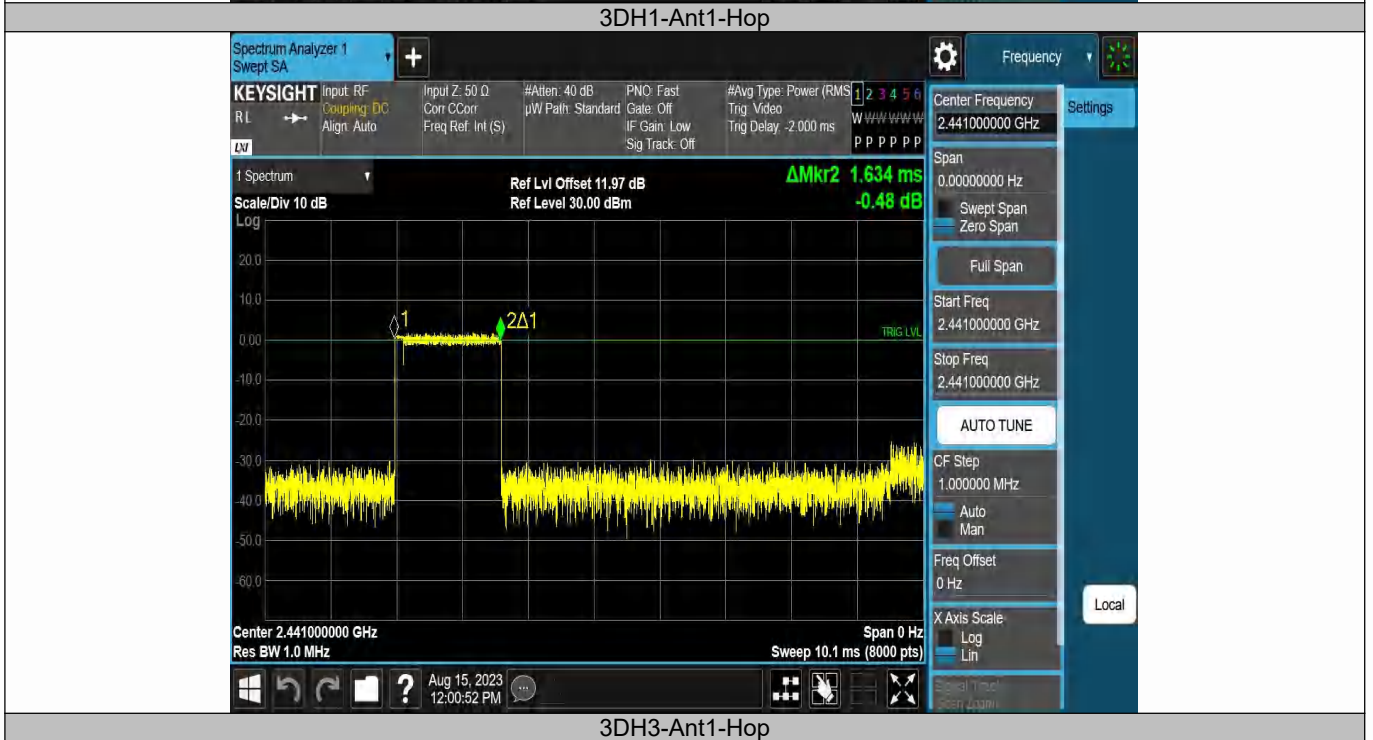 3DH1-Ant1-Hop
Spectrum Analyzer 1
Swept SA
+
Frequency
KEYSIGHT
RL
LXI
Input: RF
Coupling: DC
Align: Auto
Input Z: 50 Ω
Corr CCorr
Freq Ref: Int (S)
#Atten: 40 dB
µW Path: Standard
PNO: Fast
Gate: Off
IF Gain: Low
Sig Track: Off
#Avg Type: Power (RMS
Trig: Video
Trig Delay: -2.000 ms
1 2 3 4 5 6
W W W W W W
P P P P P P
Center Frequency
2.441000000 GHz
Settings
1 Spectrum
Scale/Div 10 dB
Ref Lvl Offset 11.97 dB
Ref Level 30.00 dBm
ΔMkr2 1.634 ms
-0.48 dB
Log
20.0
10.0
0.00
-10.0
-20.0
-30.0
-40.0
-50.0
-60.0
1
2Δ1
TRIG LVL
Span
0.00000000 Hz
Swept Span
Zero Span
Full Span
Start Freq
2.441000000 GHz
Stop Freq
2.441000000 GHz
AUTO TUNE
CF Step
1.000000 MHz
Auto
Man
Freq Offset
0 Hz
X Axis Scale
Log
Lin
Local
Center 2.441000000 GHz
Res BW 1.0 MHz
Span 0 Hz
Sweep 10.1 ms (8000 pts)
?
Aug 15, 2023
12:00:52 PM
3DH3-Ant1-Hop